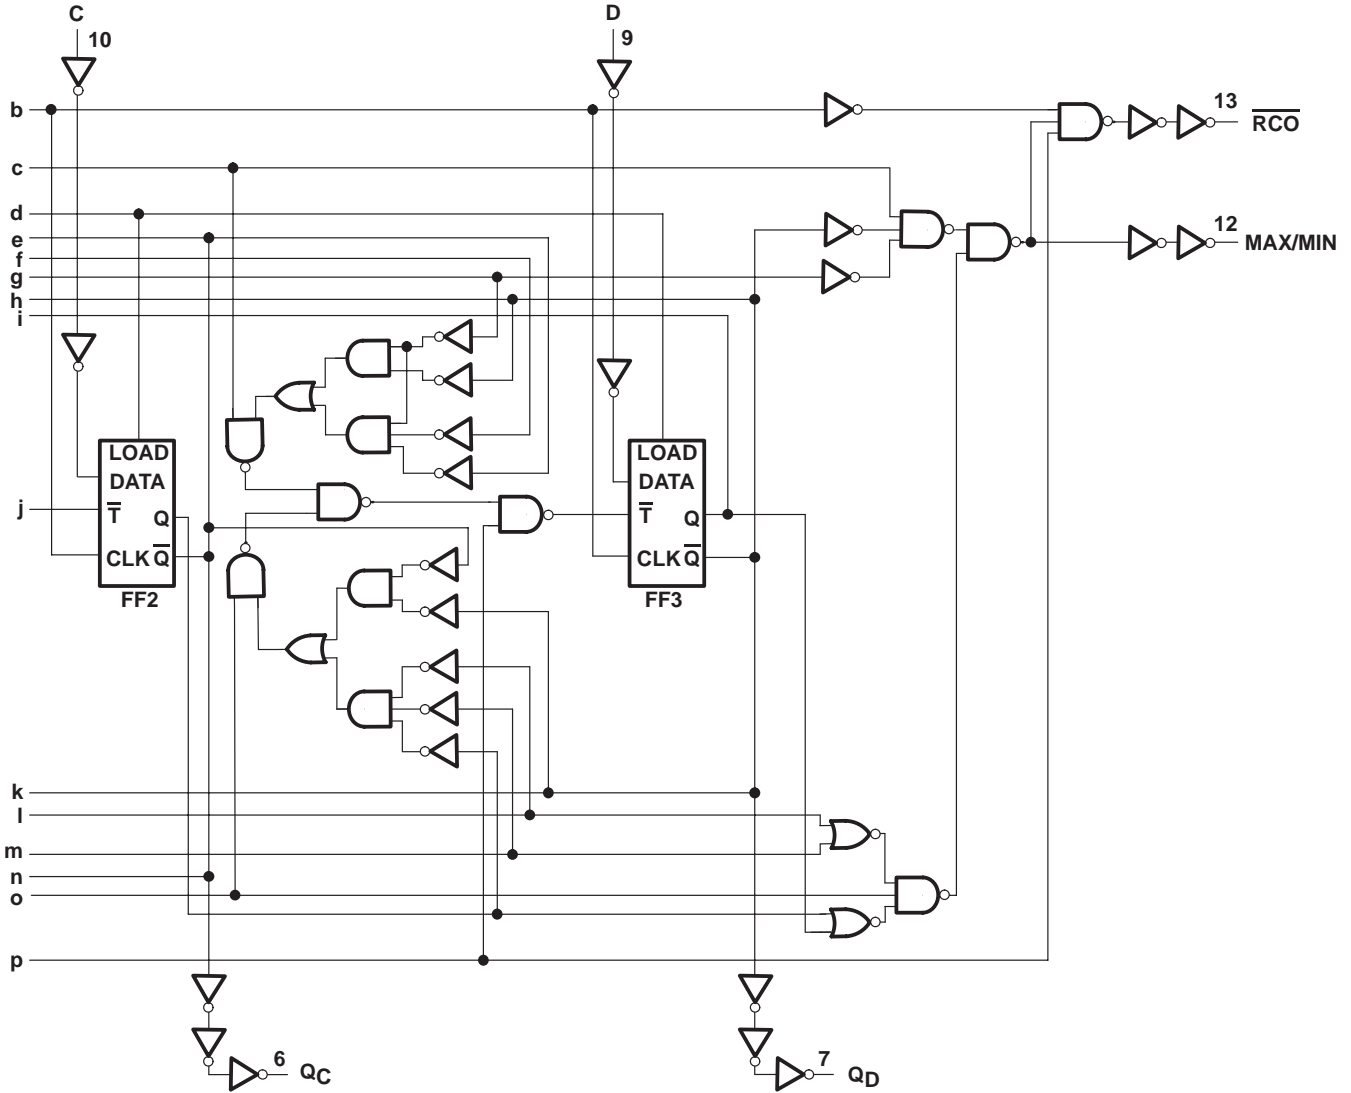 C
10
D
9
b
13
RCO
c
d
12
MAX/MIN
e
f
g
h
i
LOAD
DATA
T
Q
CLK Q
FF2
j
LOAD
DATA
T
Q
CLK Q
FF3
k
l
m
n
o
p
6
QC
7
QD